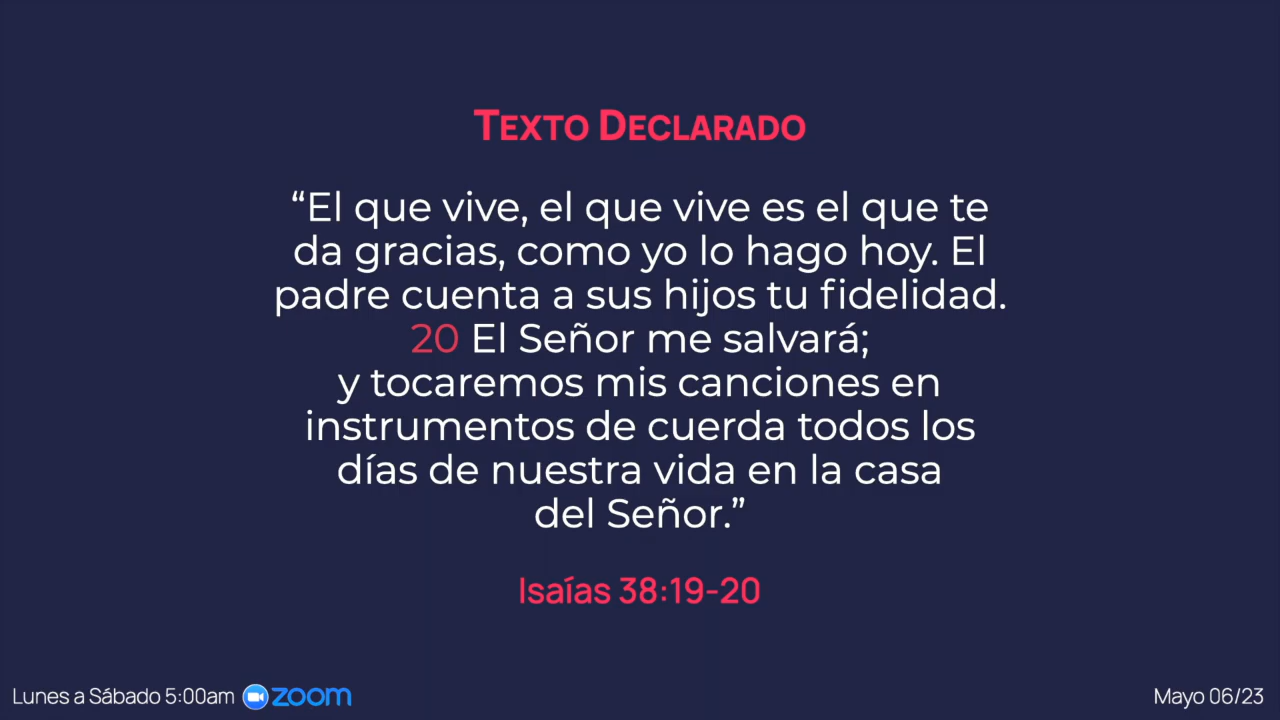 TEXTO DECLARADO
“El que vive, el que vive es el que te
da gracias, como yo lo hago hoy. El
padre cuenta a sus hijos tu fidelidad.
20 El Señor me salvará;
y tocaremos mis canciones en
instrumentos de cuerda todos los
días de nuestra vida en la casa
del Señor.”
Isaías 38:19-20
Lunes a Sábado 5:00am zoom
Mayo 06/23